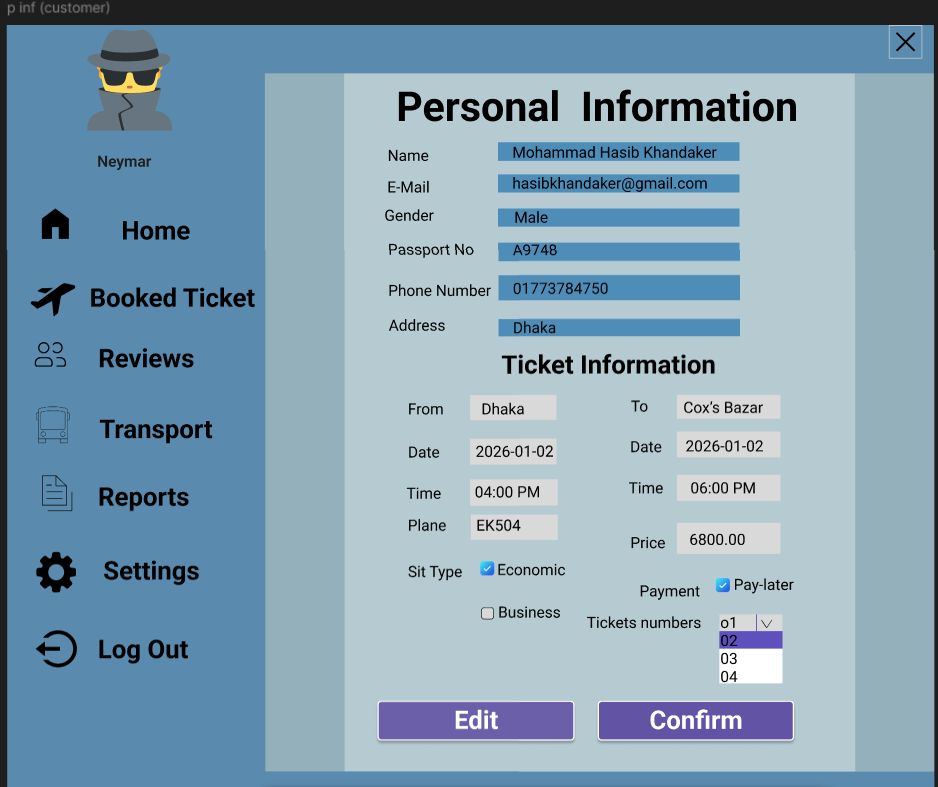 p inf (customer)
Neymar
Home
Booked Ticket
Reviews
Transport
Reports
Settings
Log Out
Personal Information
Name Mohammad Hasib Khandaker
E-Mail hasibkhandaker@gmail.com
Gender Male
Passport No A9748
Phone Number 01773784750
Address Dhaka
Ticket Information
From Dhaka To Cox's Bazar
Date 2026-01-02 Date 2026-01-02
Time 04:00 PM Time 06:00 PM
Plane EK504 Price 6800.00
Sit Type Economic Payment Pay-later
Business Tickets numbers o1
02
03
04
Edit Confirm